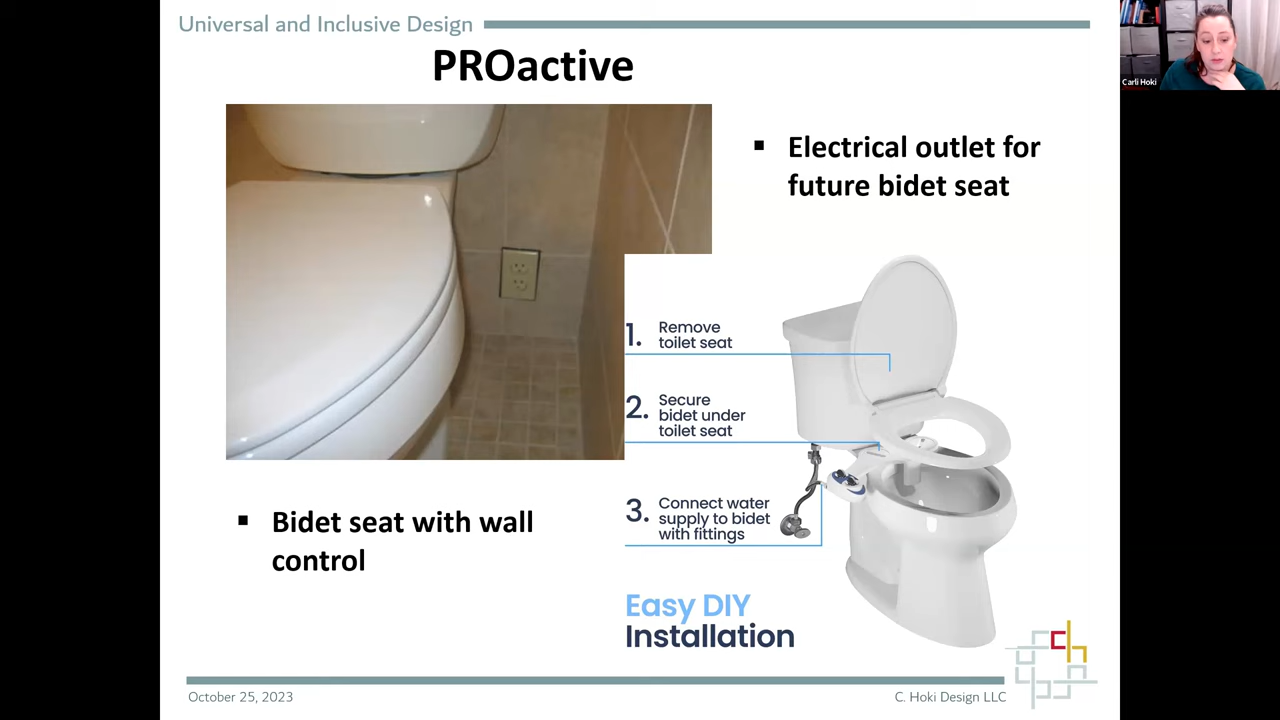 Universal and Inclusive Design
PROactive
Carli Hoki
▪ Electrical outlet for
future bidet seat
1. Remove
toilet seat
2. Secure
bidet under
toilet seat
3. Connect water
supply to bidet
with fittings
▪ Bidet seat with wall
control
Easy DIY
Installation
October 25, 2023
C. Hoki Design LLC